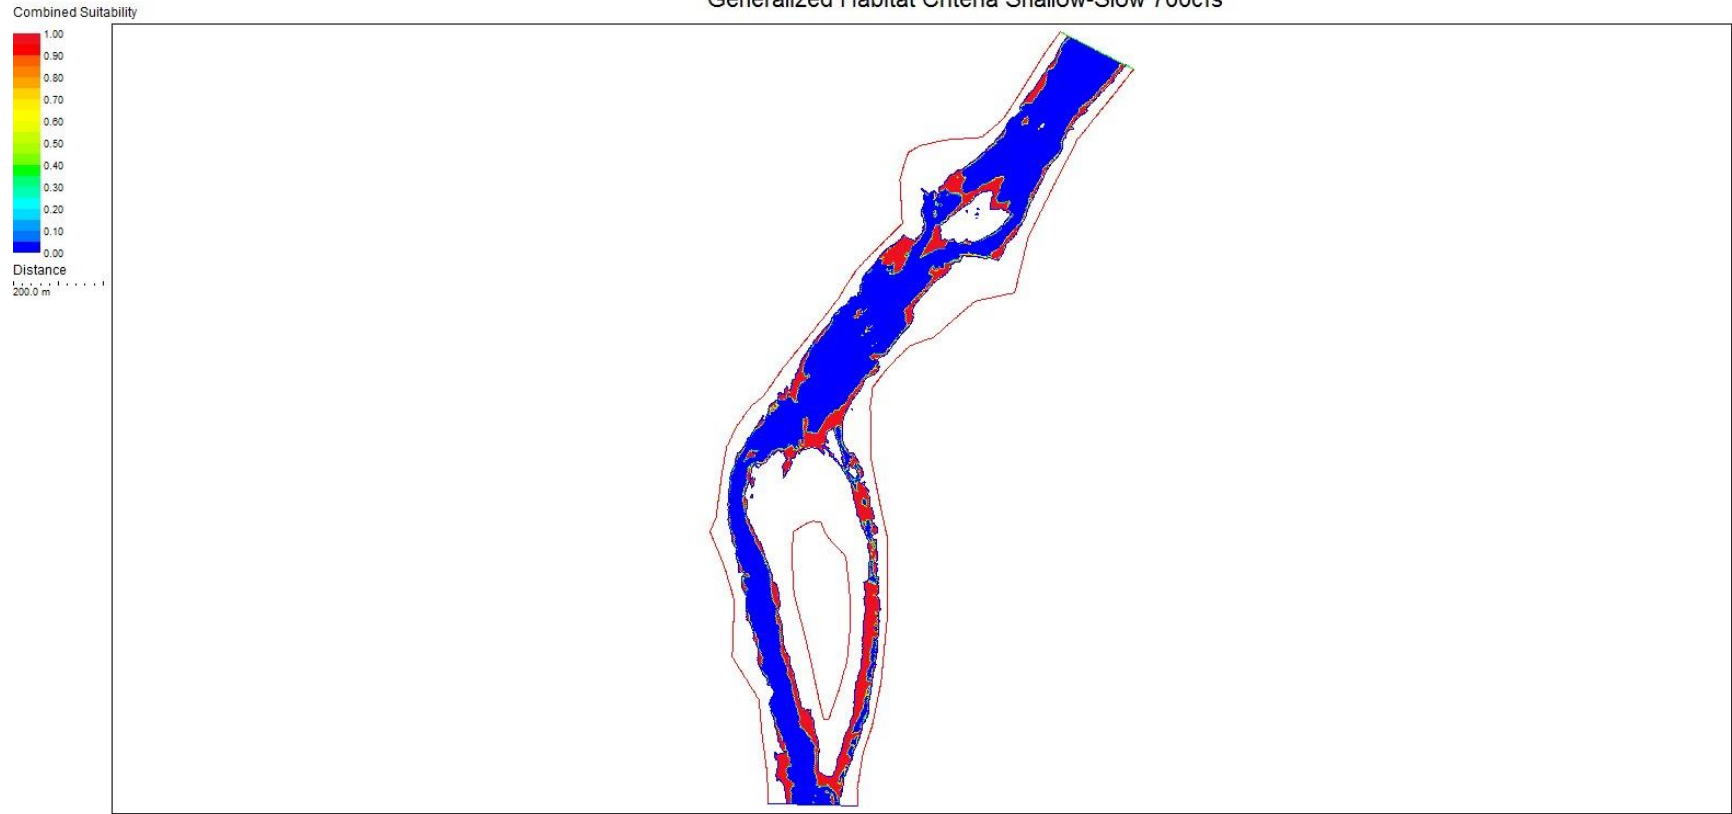 Generalized Habitat Criteria Shallow-Slow 700cfs
Combined Suitability
1.00
0.90
0.80
0.70
0.60
0.50
0.40
0.30
0.20
0.10
0.00
Distance
200.0 m